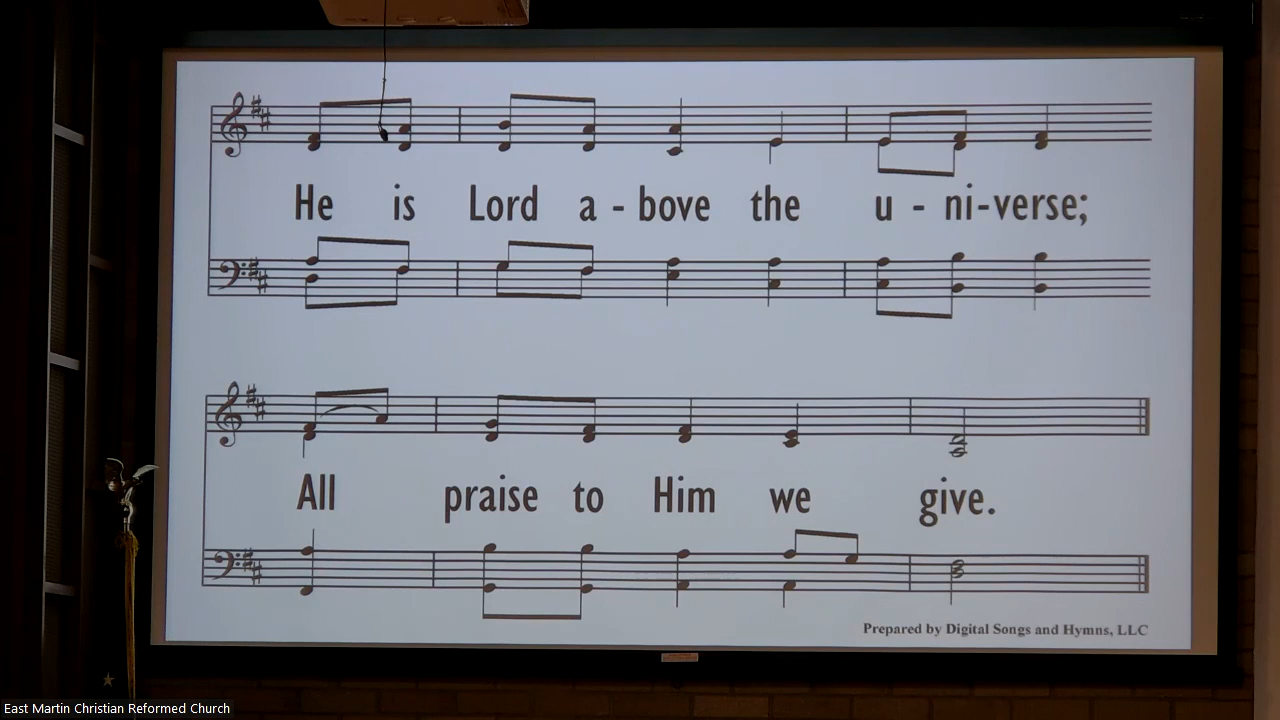 He is Lord a - bove the u - ni-verse;
All praise to Him we give.
Prepared by Digital Songs and Hymns, LLC
East Martin Christian Reformed Church